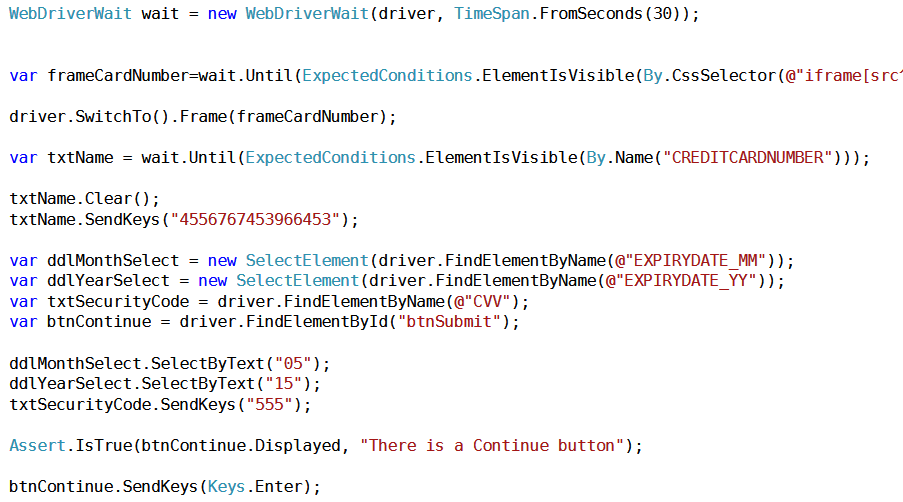 WebDriverWait wait = new WebDriverWait(driver, TimeSpan.FromSeconds(30));
var frameCardNumber=wait.Until(ExpectedConditions.ElementIsVisible(By.CssSelector(@"iframe[src^
driver.SwitchTo().Frame(frameCardNumber);
var txtName = wait.Until(ExpectedConditions.ElementIsVisible(By.Name("CREDITCARDNUMBER")));
txtName.Clear();
txtName.SendKeys("4556767453966453");
var ddlMonthSelect = new SelectElement(driver.FindElementByName(@"EXPIRYDATE_MM"));
var ddlYearSelect = new SelectElement(driver.FindElementByName(@"EXPIRYDATE_YY"));
var txtSecurityCode = driver.FindElementByName(@"CVV");
var btnContinue = driver.FindElementById("btnSubmit");
ddlMonthSelect.SelectByText("05");
ddlYearSelect.SelectByText("15");
txtSecurityCode.SendKeys("555");
Assert.IsTrue(btnContinue.Displayed, "There is a Continue button");
btnContinue.SendKeys(Keys.Enter);